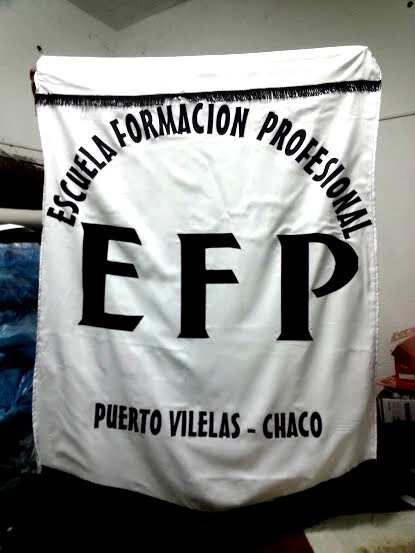 ESCUELA FORMACION PROFESIONAL
EFP
PUERTO VILELAS - CHACO